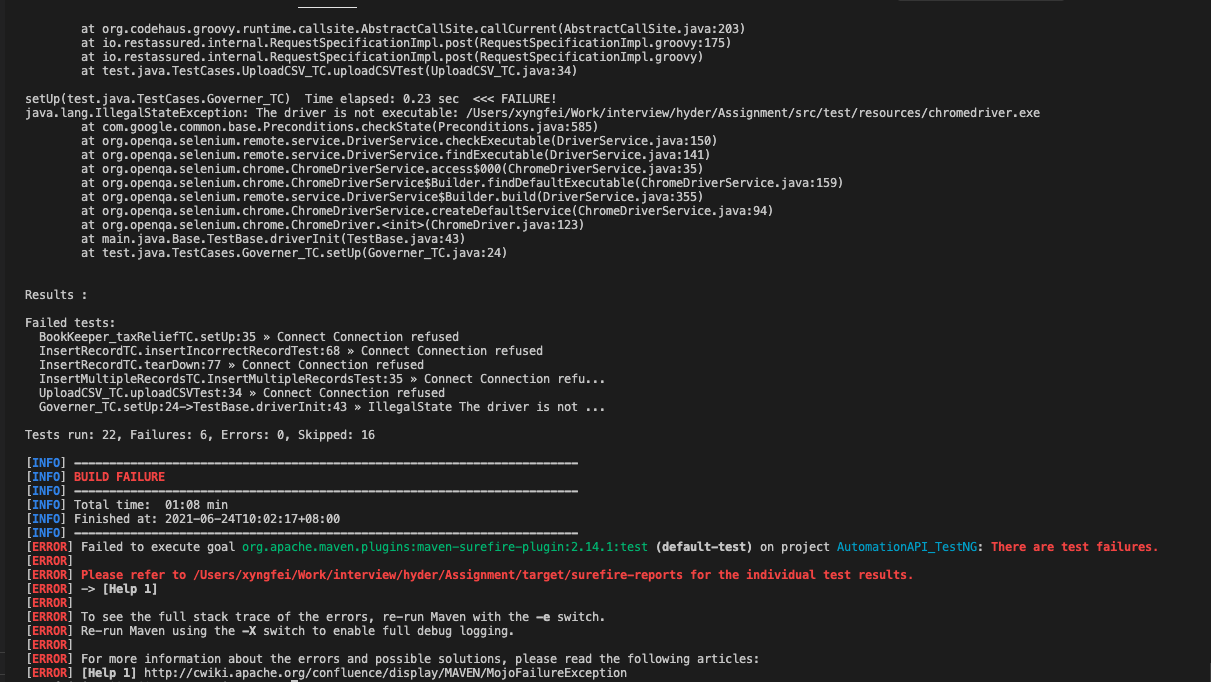 at org.codehaus.groovy.runtime.callsite.AbstractCallSite.callCurrent(AbstractCallSite.java:203)
at io.restassured.internal.RequestSpecificationImpl.post(RequestSpecificationImpl.groovy:175)
at io.restassured.internal.RequestSpecificationImpl.post(RequestSpecificationImpl.groovy)
at test.java.TestCases.UploadCSV_TC.uploadCSVTest(UploadCSV_TC.java:34)
setUp(test.java.TestCases.Governer_TC)  Time elapsed: 0.23 sec  <<< FAILURE!
java.lang.IllegalStateException: The driver is not executable: /Users/xyngfei/Work/interview/hyder/Assignment/src/test/resources/chromedriver.exe
at com.google.common.base.Preconditions.checkState(Preconditions.java:585)
at org.openqa.selenium.remote.service.DriverService.checkExecutable(DriverService.java:150)
at org.openqa.selenium.remote.service.DriverService.findExecutable(DriverService.java:141)
at org.openqa.selenium.chrome.ChromeDriverService.access$000(ChromeDriverService.java:35)
at org.openqa.selenium.chrome.ChromeDriverService$Builder.findDefaultExecutable(ChromeDriverService.java:159)
at org.openqa.selenium.remote.service.DriverService$Builder.build(DriverService.java:355)
at org.openqa.selenium.chrome.ChromeDriverService.createDefaultService(ChromeDriverService.java:94)
at org.openqa.selenium.chrome.ChromeDriver.<init>(ChromeDriver.java:123)
at main.java.Base.TestBase.driverInit(TestBase.java:43)
at test.java.TestCases.Governer_TC.setUp(Governer_TC.java:24)
Results :
Failed tests:
BookKeeper_taxReliefTC.setUp:35 » Connect Connection refused
InsertRecordTC.insertIncorrectRecordTest:68 » Connect Connection refused
InsertRecordTC.tearDown:77 » Connect Connection refused
InsertMultipleRecordsTC.InsertMultipleRecordsTest:35 » Connect Connection refu...
UploadCSV_TC.uploadCSVTest:34 » Connect Connection refused
Governer_TC.setUp:24->TestBase.driverInit:43 » IllegalState The driver is not ...
Tests run: 22, Failures: 6, Errors: 0, Skipped: 16
[INFO] ------------------------------------------------------------------------
[INFO] BUILD FAILURE
[INFO] ------------------------------------------------------------------------
[INFO] Total time:  01:08 min
[INFO] Finished at: 2021-06-24T10:02:17+08:00
[INFO] ------------------------------------------------------------------------
[ERROR] Failed to execute goal org.apache.maven.plugins:maven-surefire-plugin:2.14.1:test (default-test) on project AutomationAPI_TestNG: There are test failures.
[ERROR]
[ERROR] Please refer to /Users/xyngfei/Work/interview/hyder/Assignment/target/surefire-reports for the individual test results.
[ERROR] -> [Help 1]
[ERROR]
[ERROR] To see the full stack trace of the errors, re-run Maven with the -e switch.
[ERROR] Re-run Maven using the -X switch to enable full debug logging.
[ERROR]
[ERROR] For more information about the errors and possible solutions, please read the following articles:
[ERROR] [Help 1] http://cwiki.apache.org/confluence/display/MAVEN/MojoFailureException